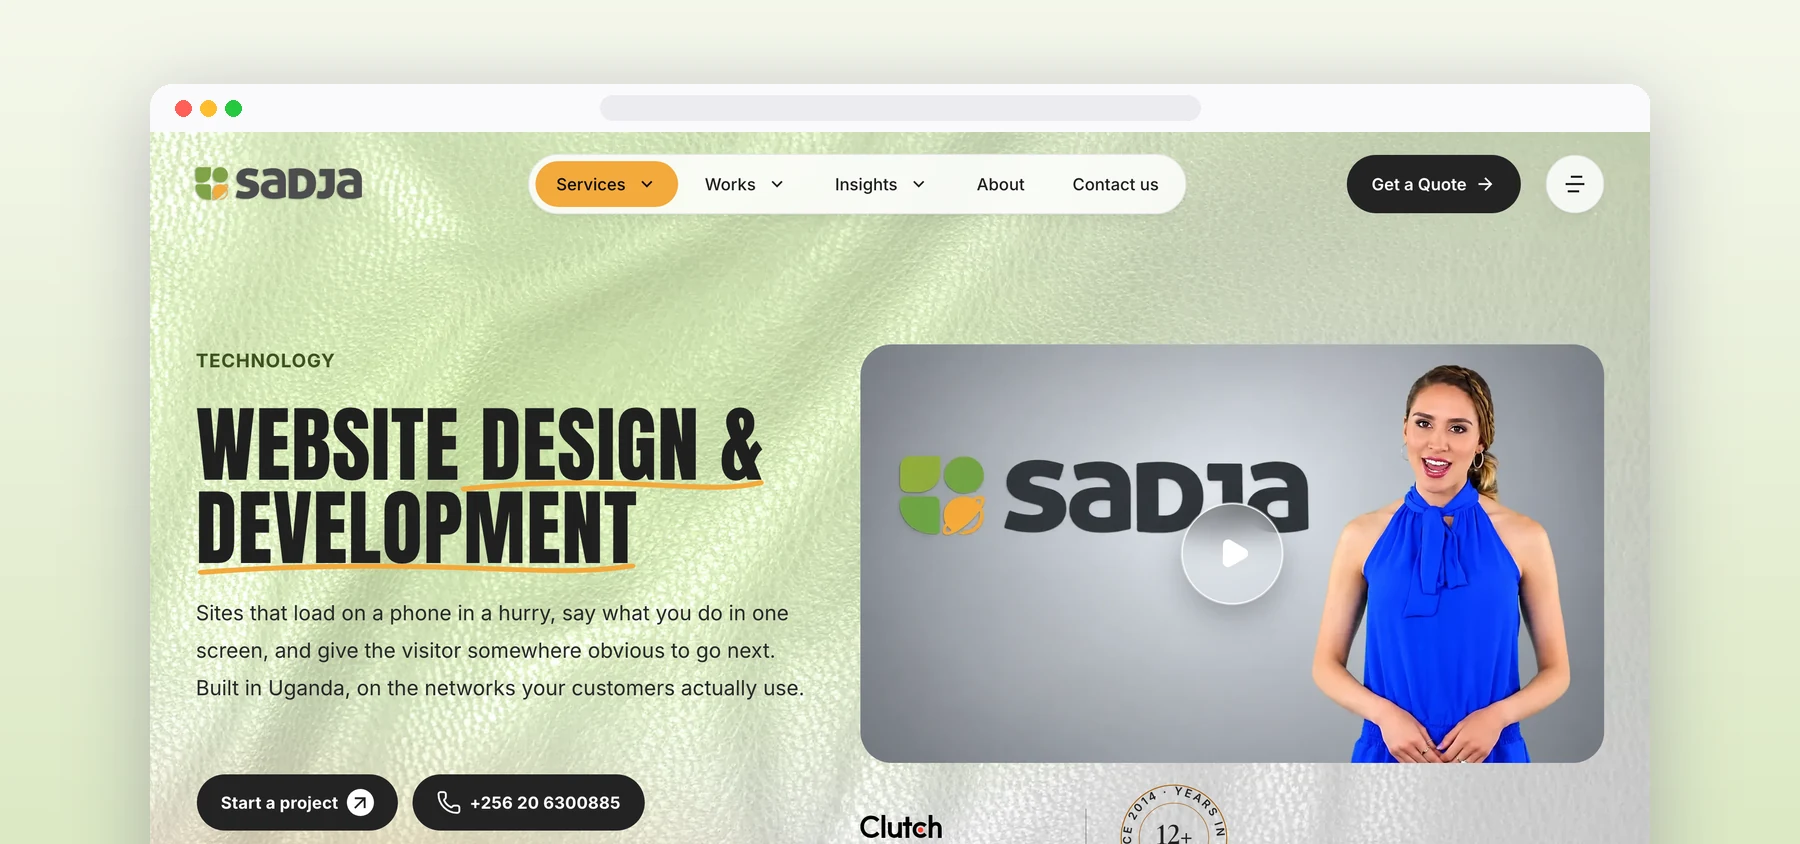 SADJA
Services
Works
Insights
About
Contact us
Get a Quote
TECHNOLOGY
WEBSITE DESIGN &
DEVELOPMENT
Sites that load on a phone in a hurry, say what you do in one
screen, and give the visitor somewhere obvious to go next.
Built in Uganda, on the networks your customers actually use.
Start a project
+256 20 6300885
SADJA
Clutch
CE 2014 · YEARS IN
12+